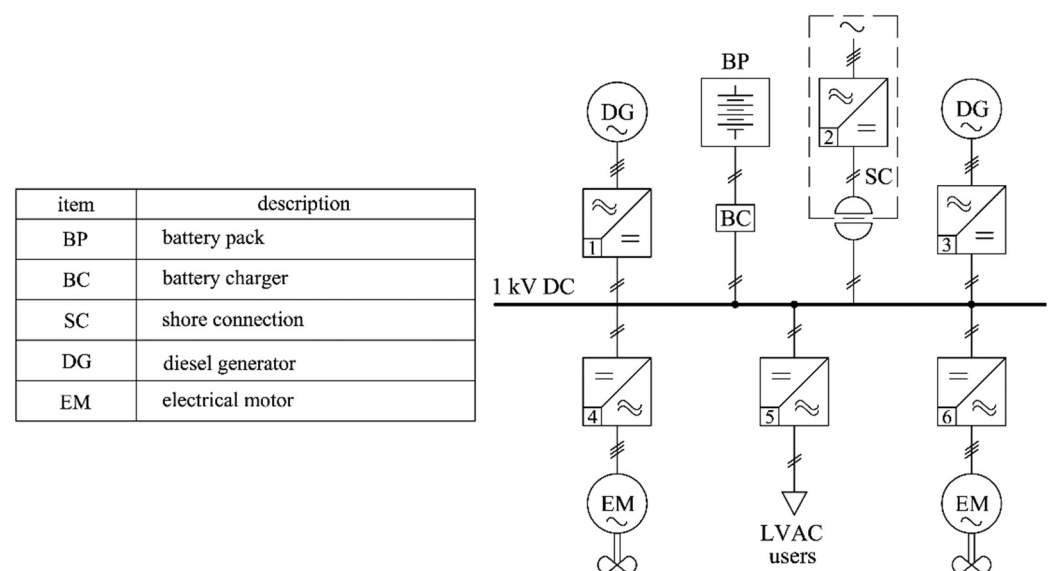 item description
BP battery pack
BC battery charger
SC shore connection
DG diesel generator
EM electrical motor
BP
DG
2
DG
SC
1
BC
3
1 kV DC
4
5
6
EM
EM
LVAC
users